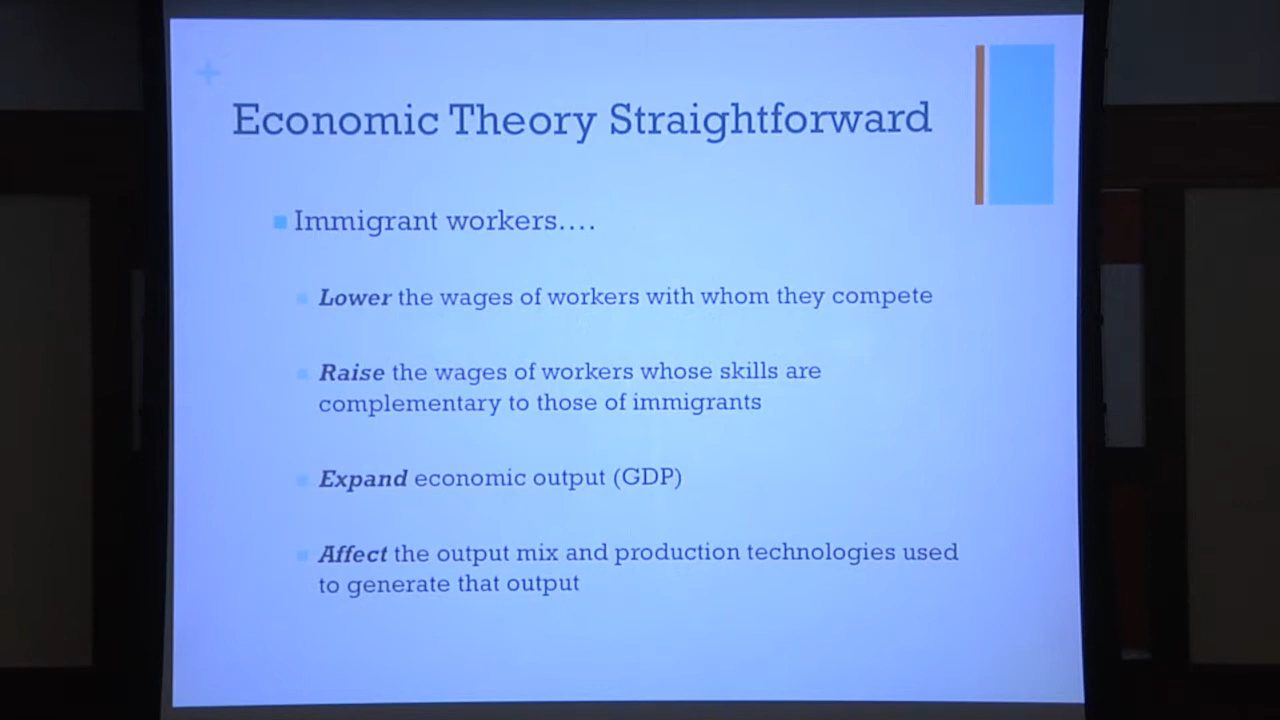 +
Economic Theory Straightforward
Immigrant workers....
Lower the wages of workers with whom they compete
Raise the wages of workers whose skills are
complementary to those of immigrants
Expand economic output (GDP)
Affect the output mix and production technologies used
to generate that output